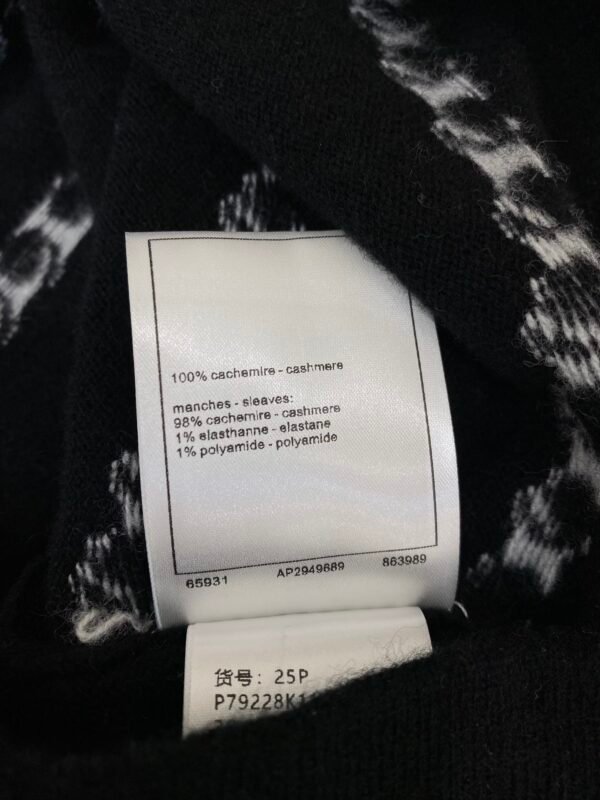 100% cachemire - cashmere
manches - sleeves:
98% cachemire - cashmere
1% elasthanne - elastane
1% polyamide - polyamide
65931 AP2949689 863989
货号: 25P